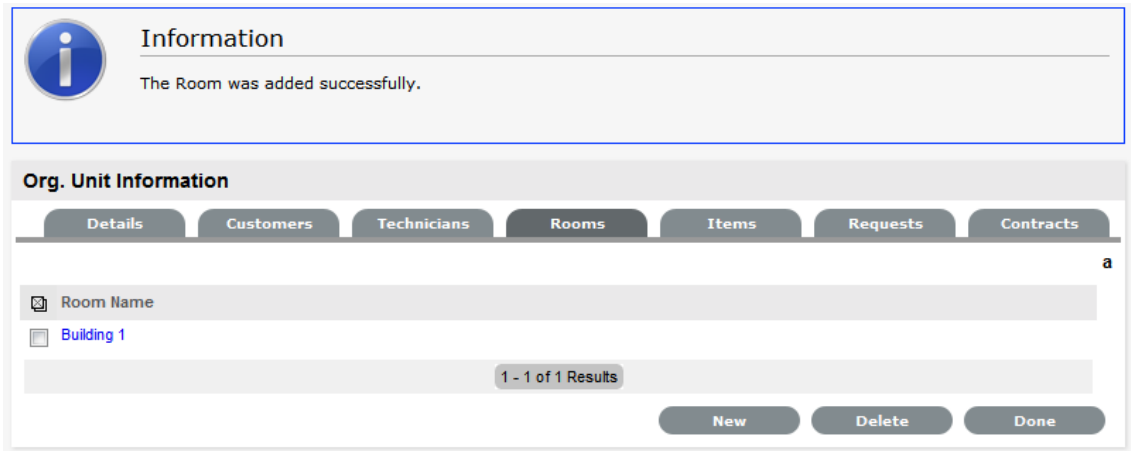 Information
The Room was added successfully.
Org. Unit Information
Details Customers Technicians Rooms Items Requests Contracts
a
Room Name
Building 1
1 - 1 of 1 Results
New Delete Done